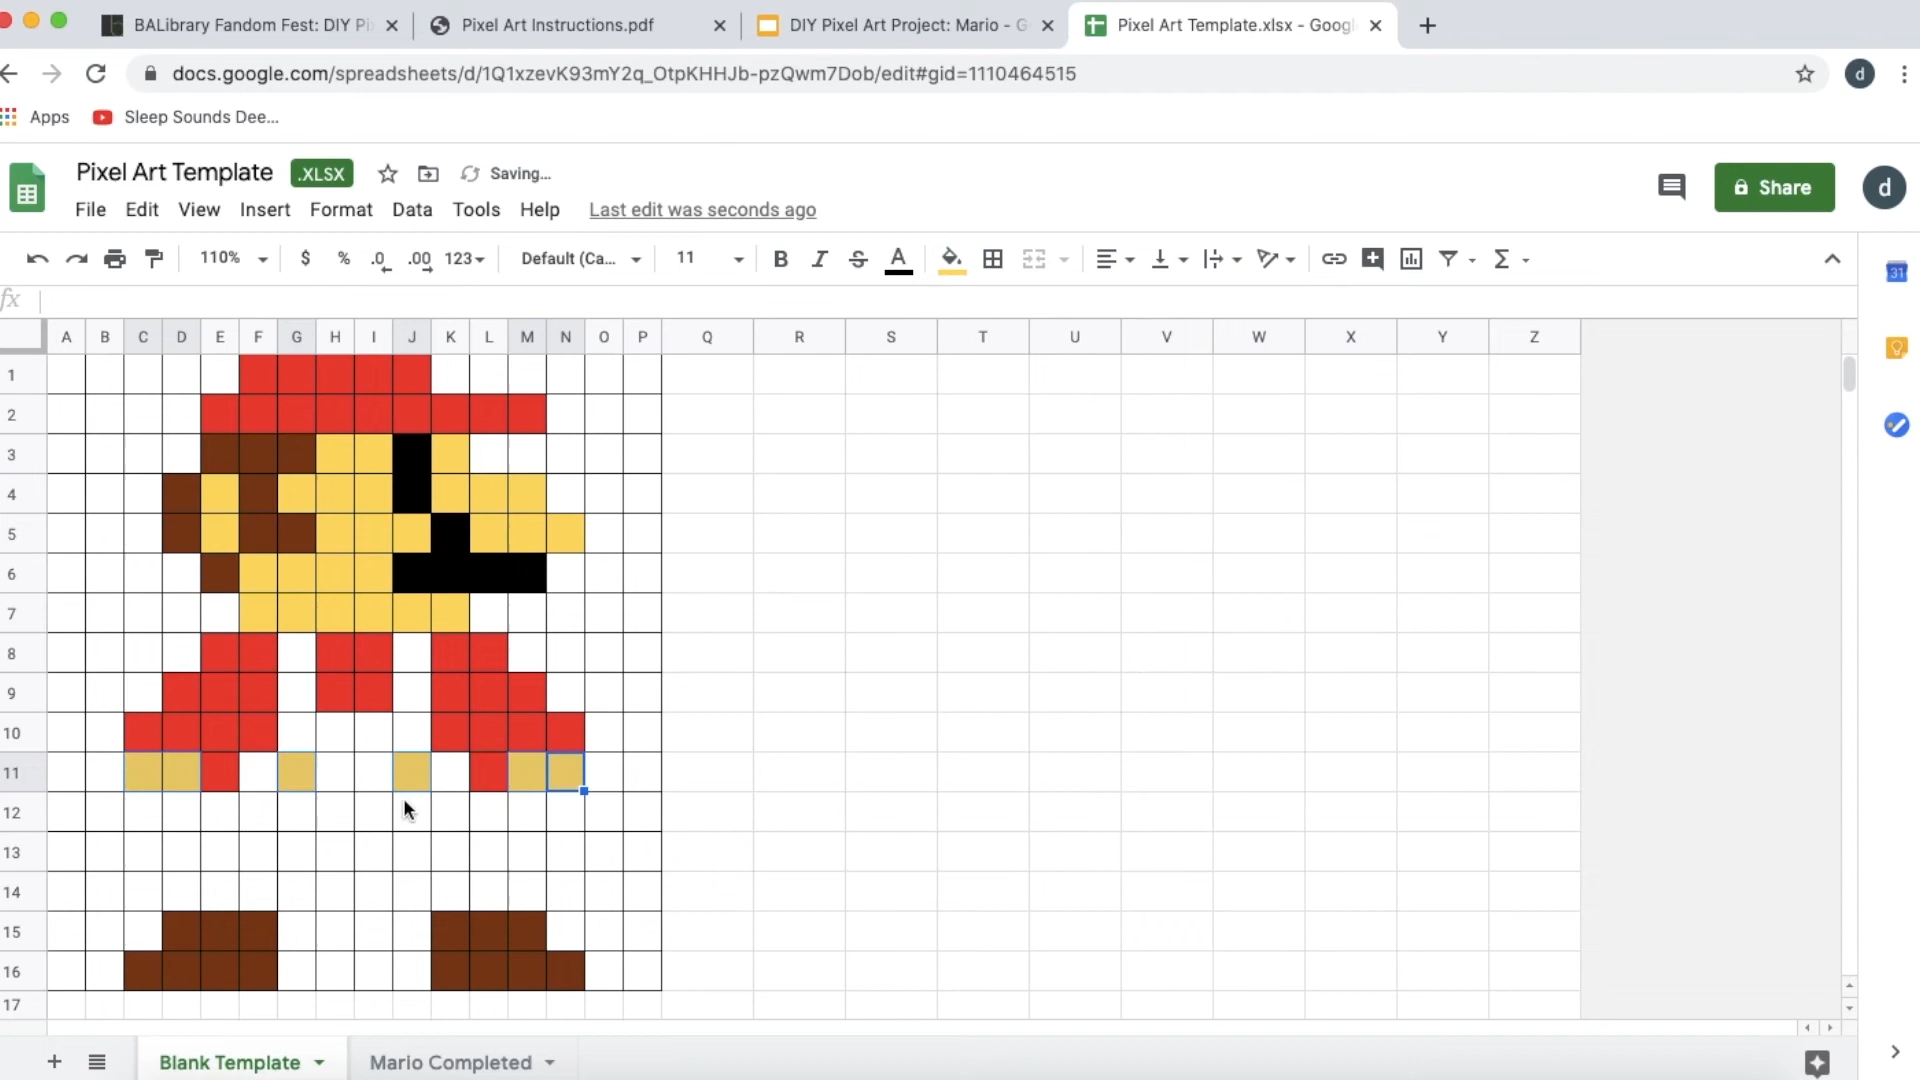 BALibrary Fandom Fest: DIY Pi
Pixel Art Instructions.pdf
DIY Pixel Art Project: Mario - G
Pixel Art Template.xlsx - Googl
docs.google.com/spreadsheets/d/1Q1xzevK93mY2q_OtpKHHJb-pzQwm7Dob/edit#gid=1110464515
d
Apps
Sleep Sounds Dee...
Pixel Art Template
.XLSX
Saving...
Share
d
File Edit View Insert Format Data Tools Help Last edit was seconds ago
110% $ % .0 .00 123 Default (Ca... 11 B I S A Σ
31
fx
A B C D E F G H I J K L M N O P Q R S T U V W X Y Z
1
2
3
4
5
6
7
8
9
10
11
12
13
14
15
16
17
Blank Template
Mario Completed